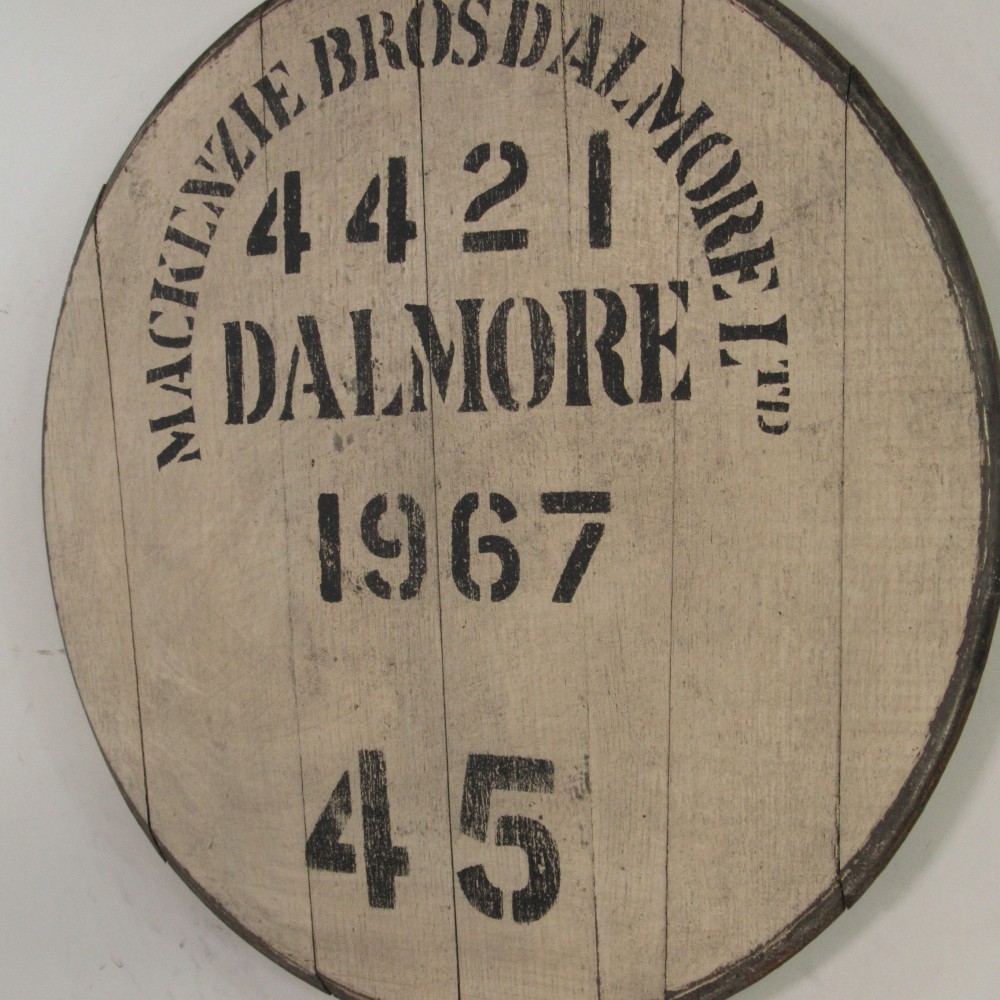 MACKENZIE BROS DALMORE LTD
4421
DALMORE
1967
45